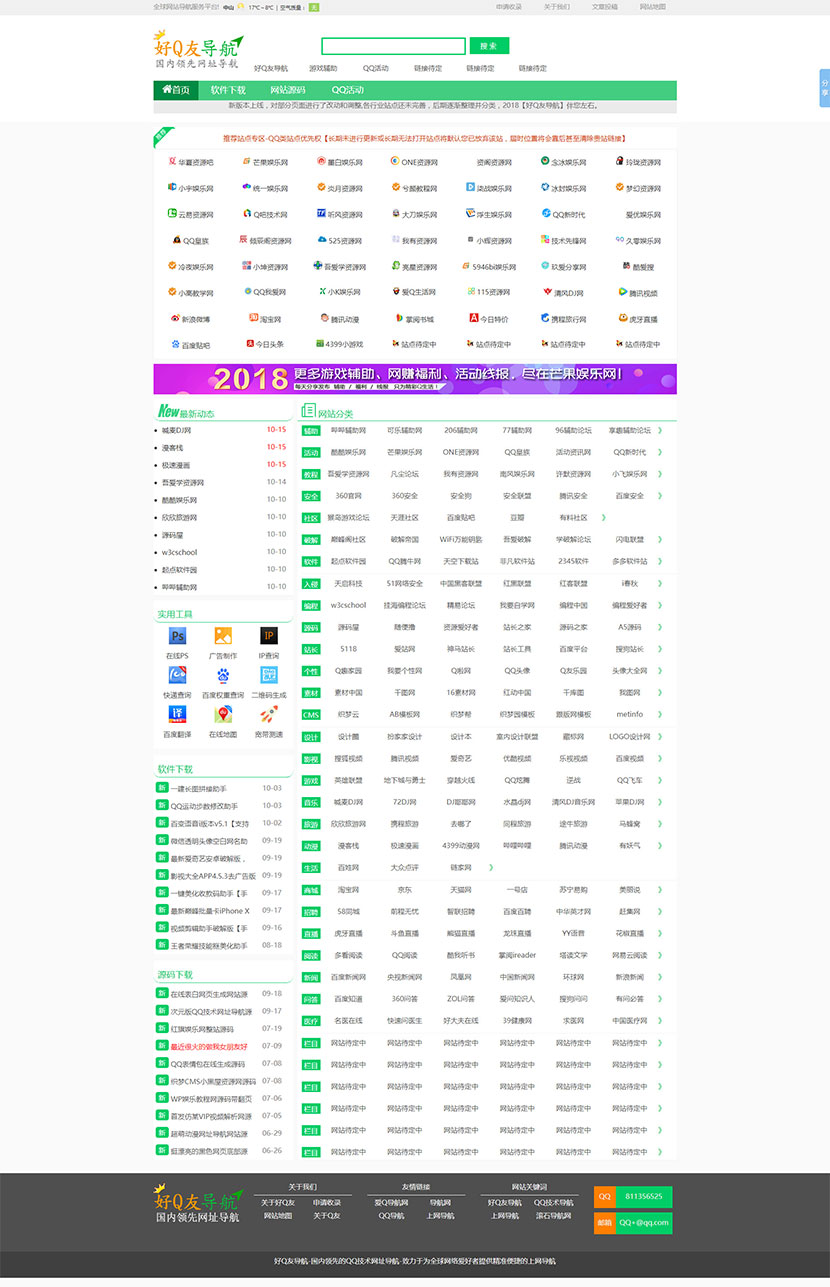 全球网站导航服务平台! 中山 17℃~8℃ | 空气质量: 无 申请收录 关于我们 文章投稿 网站地图
好Q友导航
国内领先网址导航
搜 索
好Q友导航 游戏辅助 QQ活动 链接待定 链接待定 链接待定
首页 软件下载 网站源码 QQ活动
分享
新版本上线，对部分页面进行了改动和调整,各行业站点还未完善，后期逐渐整理并分类，2018【好Q友导航】伴您左右。
推荐站点专区-QQ类站点优先权【长期未进行更新或长期无法打开站点将默认您已放弃该站，届时位置将会靠后甚至清除贵站链接】
华夏资源吧 芒果娱乐网 墨白娱乐网 ONE资源网 资阁资源网 念冰娱乐网 玲珑资源网
小宇娱乐网 统一娱乐网 炎月资源网 兮颜教程网 柒战娱乐网 冰封娱乐网 梦幻资源网
云易资源网 Q吧技术网 听风资源网 大刀娱乐网 浮生娱乐网 QQ新时代 爱优娱乐网
QQ皇族 倾辰阁资源网 525资源网 我有资源网 小辉资源网 技术先锋网 久零娱乐网
冷夜娱乐网 小坤资源网 吾爱学资源网 亮星资源网 5946bi娱乐网 玖爱分享网 酷爱搜
小高教学网 QQ我爱网 小K娱乐网 爱Q生活网 115资源网 清风DJ网 腾讯视频
新浪微博 淘宝网 腾讯动漫 掌阅书城 今日特价 携程旅行网 虎牙直播
百度贴吧 今日头条 4399小游戏 站点待定中 站点待定中 站点待定中 站点待定中
2018 更多游戏辅助、网赚福利、活动线报，尽在芒果娱乐网!
每天分享发布 辅助 / 福利 / 线报 只为精彩Q生活!
New最新动态
喊麦DJ网 10-15
漫客栈 10-15
极速漫画 10-15
吾爱学资源网 10-14
酷酷娱乐网 10-10
欣欣旅游网 10-10
源码屋 10-10
w3cschool 10-10
起点软件园 10-10
哔哔辅助网 10-10
实用工具
在线PS 广告制作 IP查询
快递查询 百度权重查询 二维码生成
百度翻译 在线地图 宽带测速
软件下载
新 一键长图拼接助手 10-03
新 QQ运动步数修改助手 10-03
新 百变语音i版本v5.1【支持 10-02
新 微信透明头像空白网名助 09-19
新 最新爱奇艺安卓破解版， 09-19
新 影视大全APP4.5.3去广告版 09-19
新 一键美化收款码助手【手 09-17
新 最新巅峰批量卡iPhone X 09-17
新 视频剪辑助手破解版【手 09-16
新 王者荣耀技能链美化助手 08-18
源码下载
新 在线表白网页生成网站源 09-18
新 次元版QQ技术网址导航源 09-17
新 红旗娱乐网整站源码 07-19
新 最近很火的做我女朋友好 07-09
新 QQ表情包在线生成源码 07-08
新 织梦CMS小黑屋资源网源码 07-08
新 WP娱乐教程网源码带翻页 07-06
新 首发仿某VIP视频解析网源 07-05
新 超萌动漫网址导航网站源 06-29
新 挺漂亮的黑色网页底部源 06-26
网站分类
辅助 哔哔辅助网 可乐辅助网 206辅助网 77辅助网 96辅助论坛 享趣辅助论坛 》
活动 酷酷娱乐网 芒果娱乐网 ONE资源网 QQ皇族 活动资讯网 QQ新时代 》
教程 吾爱学资源网 凡尘论坛 我有资源网 南风娱乐网 许默资源网 小飞娱乐网 》
安全 360官网 360安全 安全狗 安全联盟 腾讯安全 百度安全 》
社区 猴岛游戏论坛 天涯社区 百度贴吧 豆瓣 有料社区 》
破解 巅峰阁社区 破解帝国 WiFi万能钥匙 吾爱破解 学破解论坛 闪电联盟 》
软件 起点软件园 QQ腾牛网 天空下载站 非凡软件站 2345软件 多多软件站 》
入侵 天启科技 51网络安全 中国黑客联盟 红黑联盟 红客联盟 i春秋 》
编程 w3cschool 挂海编程论坛 精易论坛 我要自学网 编程中国 编程爱好者 》
源码 源码屋 随便撸 资源爱好者 站长之家 源码之家 A5源码 》
站长 5118 爱站网 神马站长 站长工具 百度平台 搜狗站长 》
个性 Q窝家园 我要个性网 Q啦网 QQ头像 Q友乐园 头像大全网 》
素材 素材中国 千图网 16素材网 红动中国 千库网 我图网 》
CMS 织梦云 AB模板网 织梦帮 织梦园模板 跟版网模板 metinfo 》
设计 设计圈 扮家家设计 设计本 室内设计联盟 藏标网 LOGO设计网 》
影视 搜狐视频 腾讯视频 爱奇艺 优酷视频 乐视视频 百度视频 》
游戏 英雄联盟 地下城与勇士 穿越火线 QQ炫舞 逆战 QQ飞车 》
音乐 喊麦DJ网 72DJ网 DJ耶耶网 水晶dj网 清风DJ音乐网 苹果DJ网 》
旅游 欣欣旅游网 携程旅游 去哪了 同程旅游 途牛旅游 马蜂窝 》
动漫 漫客栈 极速漫画 4399动漫网 哔哩哔哩 腾讯动漫 有妖气 》
生活 百姓网 大众点评 链家网 》
商城 淘宝网 京东 天猫网 一号店 苏宁易购 美丽说 》
招聘 58同城 前程无忧 智联招聘 百度百聘 中华英才网 赶集网 》
直播 虎牙直播 斗鱼直播 熊猫直播 龙珠直播 YY语音 花椒直播 》
阅读 多看阅读 QQ阅读 酷我听书 掌阅ireader 塔读文学 网易云阅读 》
新闻 百度新闻网 央视新闻网 凤凰网 中国新闻网 环球网 新浪新闻 》
问答 百度知道 360问答 ZOL问答 爱问知识人 搜狗问问 有问必答 》
医疗 名医在线 快速问医生 好大夫在线 39健康网 求医网 中国医疗网 》
栏目 网站待定中 网站待定中 网站待定中 网站待定中 网站待定中 网站待定中 》
栏目 网站待定中 网站待定中 网站待定中 网站待定中 网站待定中 网站待定中 》
栏目 网站待定中 网站待定中 网站待定中 网站待定中 网站待定中 网站待定中 》
栏目 网站待定中 网站待定中 网站待定中 网站待定中 网站待定中 网站待定中 》
栏目 网站待定中 网站待定中 网站待定中 网站待定中 网站待定中 网站待定中 》
栏目 网站待定中 网站待定中 网站待定中 网站待定中 网站待定中 网站待定中 》
好Q友导航
国内领先网址导航
关于我们 友情链接 网站关键词
关于好Q友 申请收录 爱Q导航网 导航网 好Q友导航 QQ技术导航
网站地图 关于Q友 QQ导航 上网导航 上网导航 滚石导航网
QQ 811356525
邮箱 QQ+@qq.com
好Q友导航-国内领先的QQ技术网址导航-致力于为全球网络爱好者提供精准便捷的上网导航